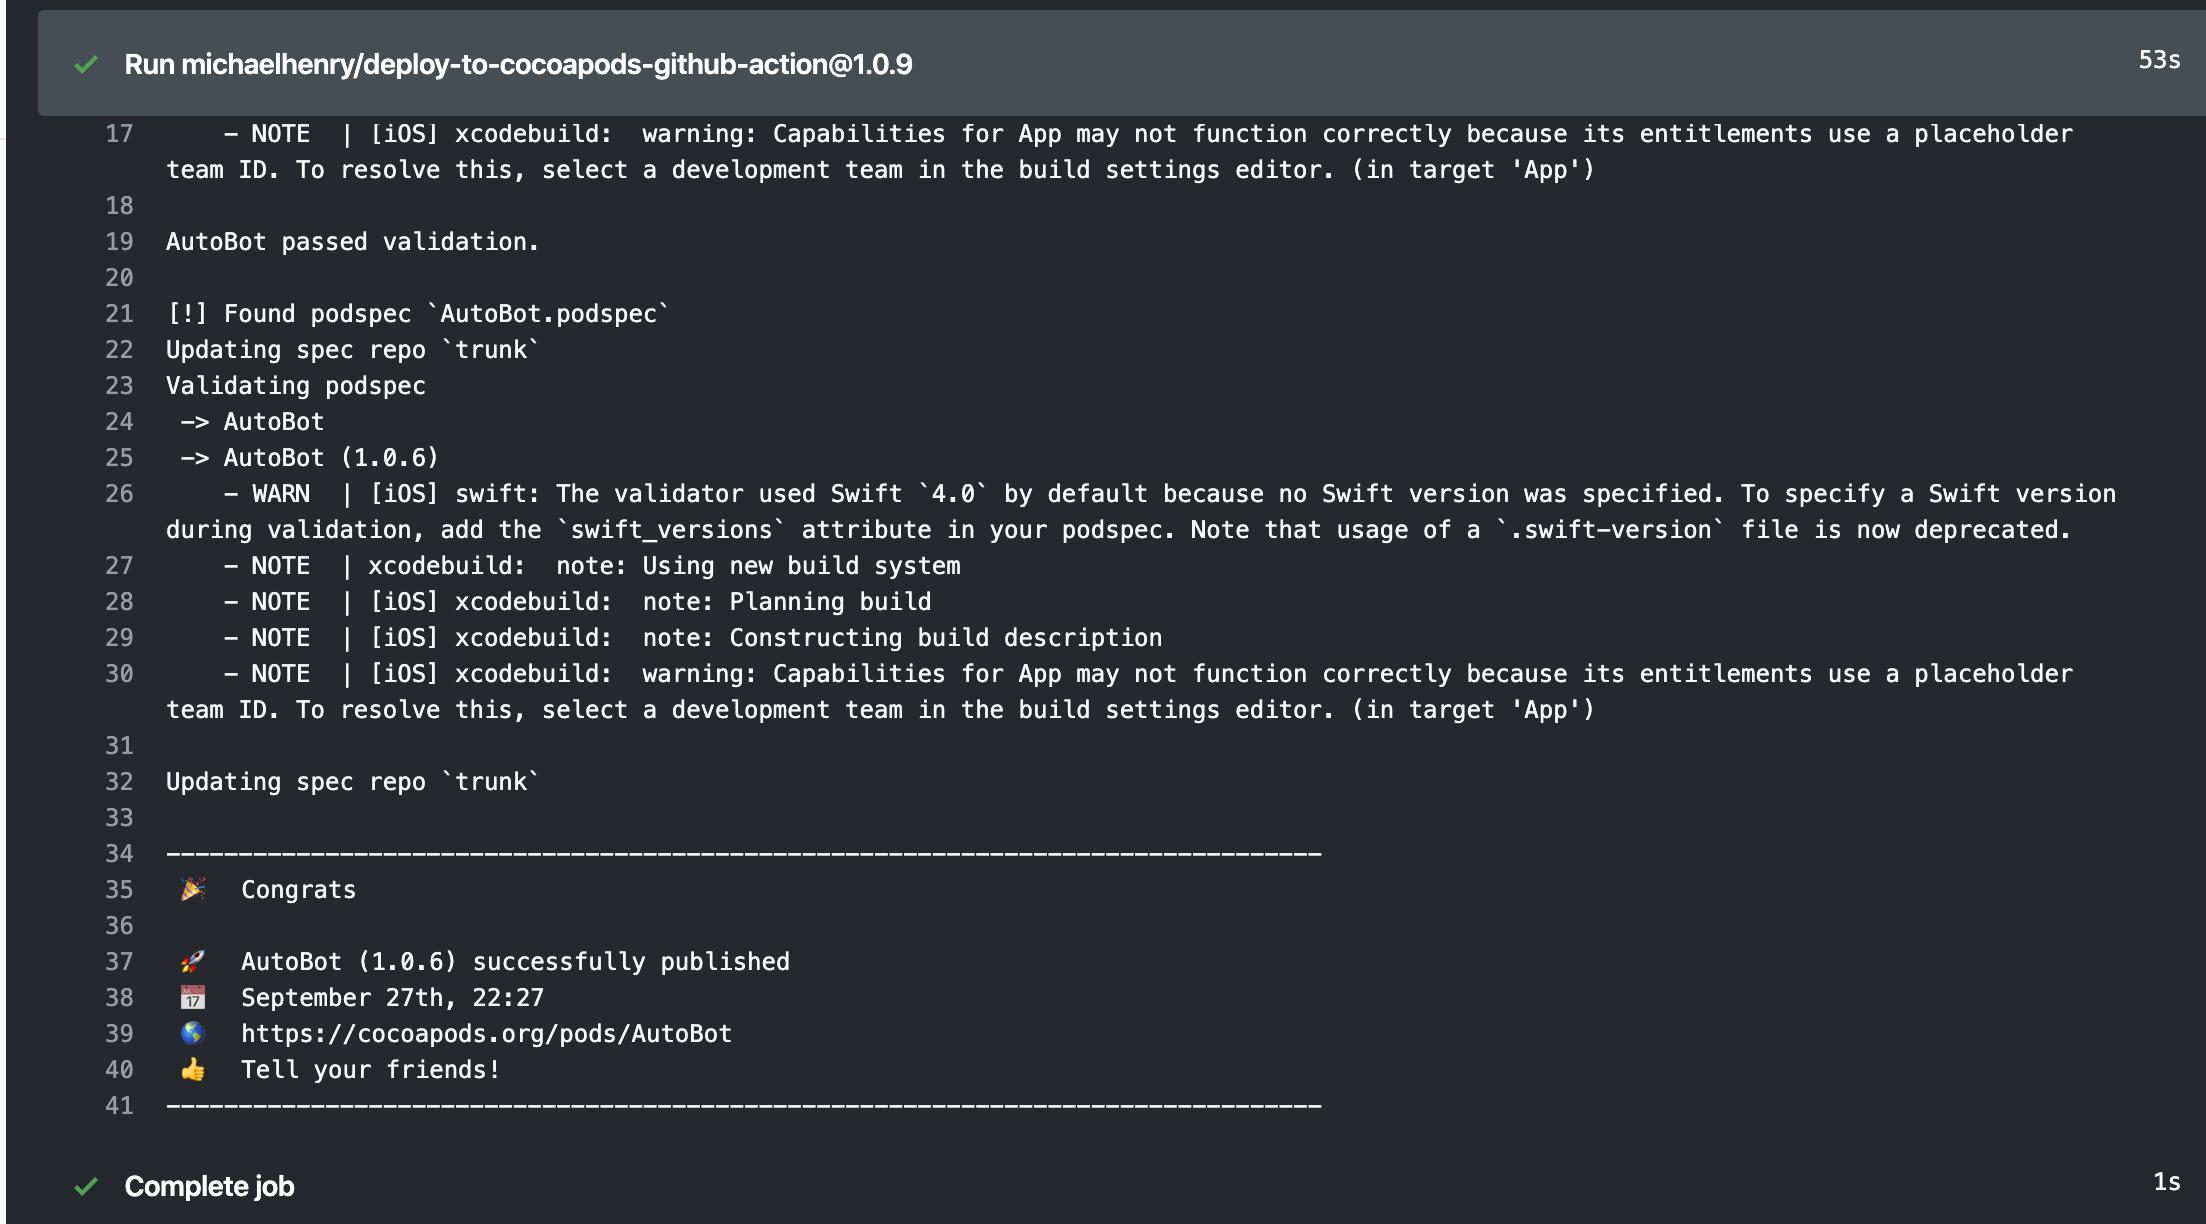 Run michaelhenry/deploy-to-cocoapods-github-action@1.0.9 53s
17 - NOTE | [iOS] xcodebuild: warning: Capabilities for App may not function correctly because its entitlements use a placeholder
team ID. To resolve this, select a development team in the build settings editor. (in target 'App')
18
19 AutoBot passed validation.
20
21 [!] Found podspec `AutoBot.podspec`
22 Updating spec repo `trunk`
23 Validating podspec
24 -> AutoBot
25 -> AutoBot (1.0.6)
26 - WARN | [iOS] swift: The validator used Swift `4.0` by default because no Swift version was specified. To specify a Swift version
during validation, add the `swift_versions` attribute in your podspec. Note that usage of a `.swift-version` file is now deprecated.
27 - NOTE | xcodebuild: note: Using new build system
28 - NOTE | [iOS] xcodebuild: note: Planning build
29 - NOTE | [iOS] xcodebuild: note: Constructing build description
30 - NOTE | [iOS] xcodebuild: warning: Capabilities for App may not function correctly because its entitlements use a placeholder
team ID. To resolve this, select a development team in the build settings editor. (in target 'App')
31
32 Updating spec repo `trunk`
33
34 --------------------------------------------------------------------------------
35 🎉 Congrats
36
37 🚀 AutoBot (1.0.6) successfully published
38 📅 September 27th, 22:27
39 🌎 https://cocoapods.org/pods/AutoBot
40 👍 Tell your friends!
41 --------------------------------------------------------------------------------
Complete job 1s